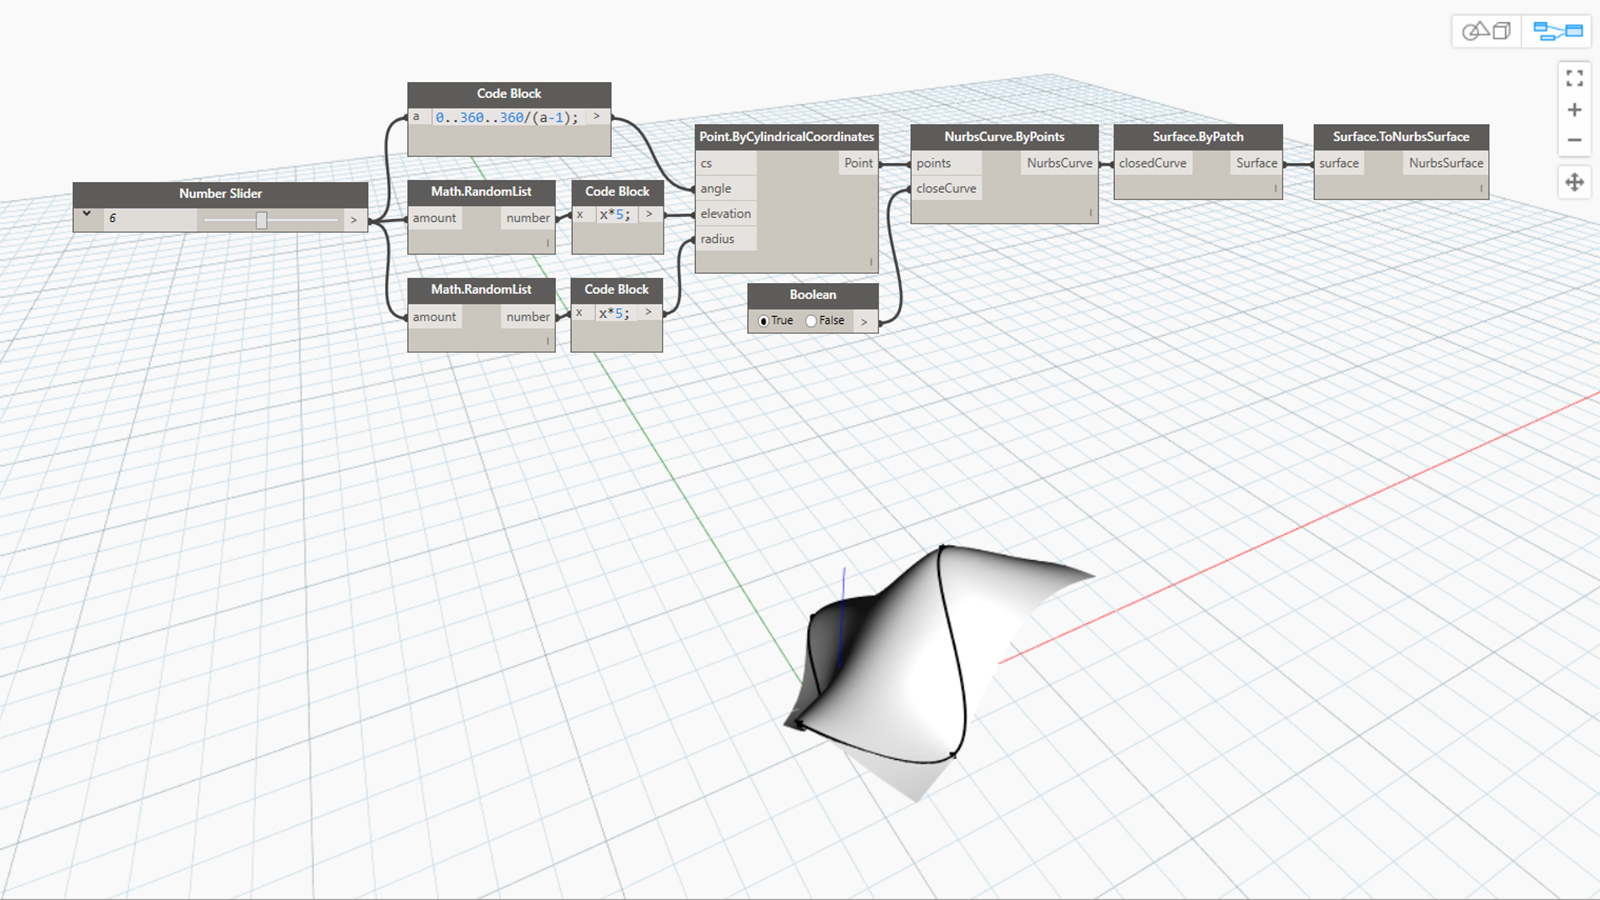 Number Slider
6 >
Code Block
a 0..360..360/(a-1); >
Math.RandomList
amount number
Code Block
x x*5; >
Math.RandomList
amount number
Code Block
x x*5; >
Point.ByCylindricalCoordinates
cs Point
angle
elevation
radius
Boolean
True False >
NurbsCurve.ByPoints
points NurbsCurve
closeCurve
Surface.ByPatch
closedCurve Surface
Surface.ToNurbsSurface
surface NurbsSurface